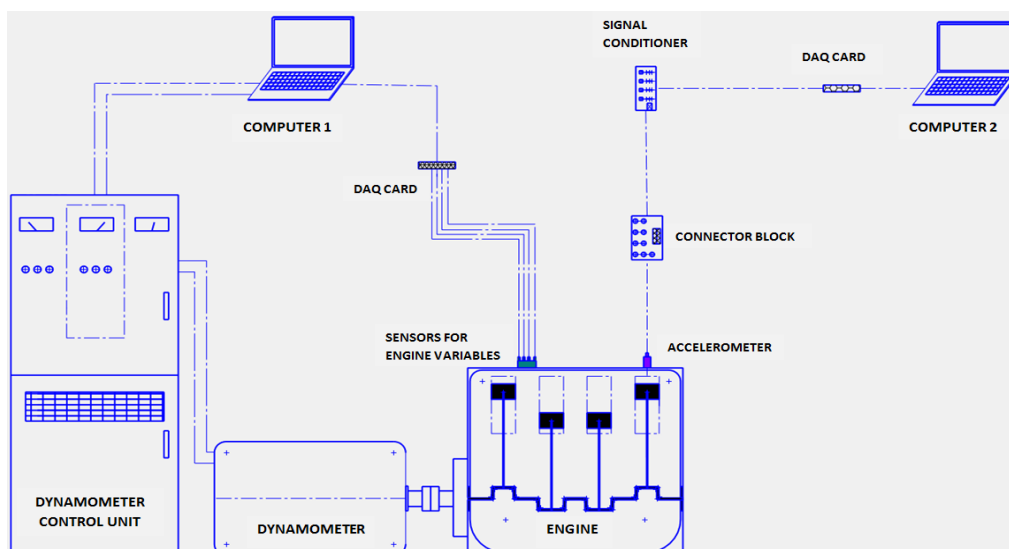 SIGNAL
CONDITIONER
DAQ CARD
COMPUTER 1
COMPUTER 2
DAQ CARD
CONNECTOR BLOCK
SENSORS FOR
ENGINE VARIABLES
ACCELEROMETER
DYNAMOMETER
CONTROL UNIT
DYNAMOMETER
ENGINE